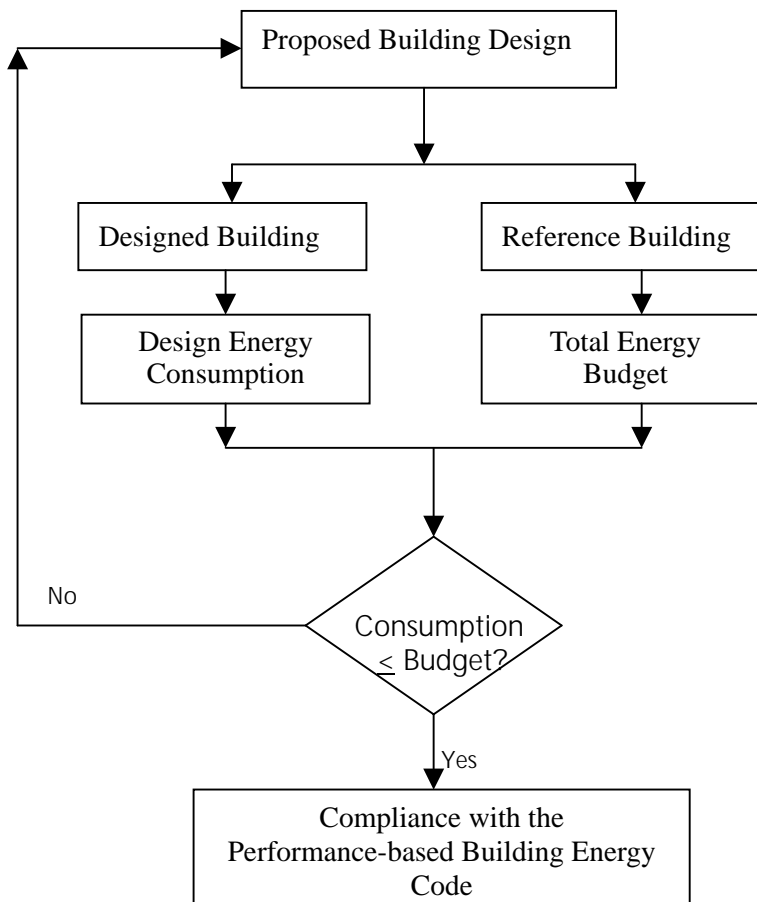 Proposed Building Design
Designed Building
Reference Building
Design Energy
Consumption
Total Energy
Budget
No
Consumption
≤ Budget?
Yes
Compliance with the
Performance-based Building Energy
Code